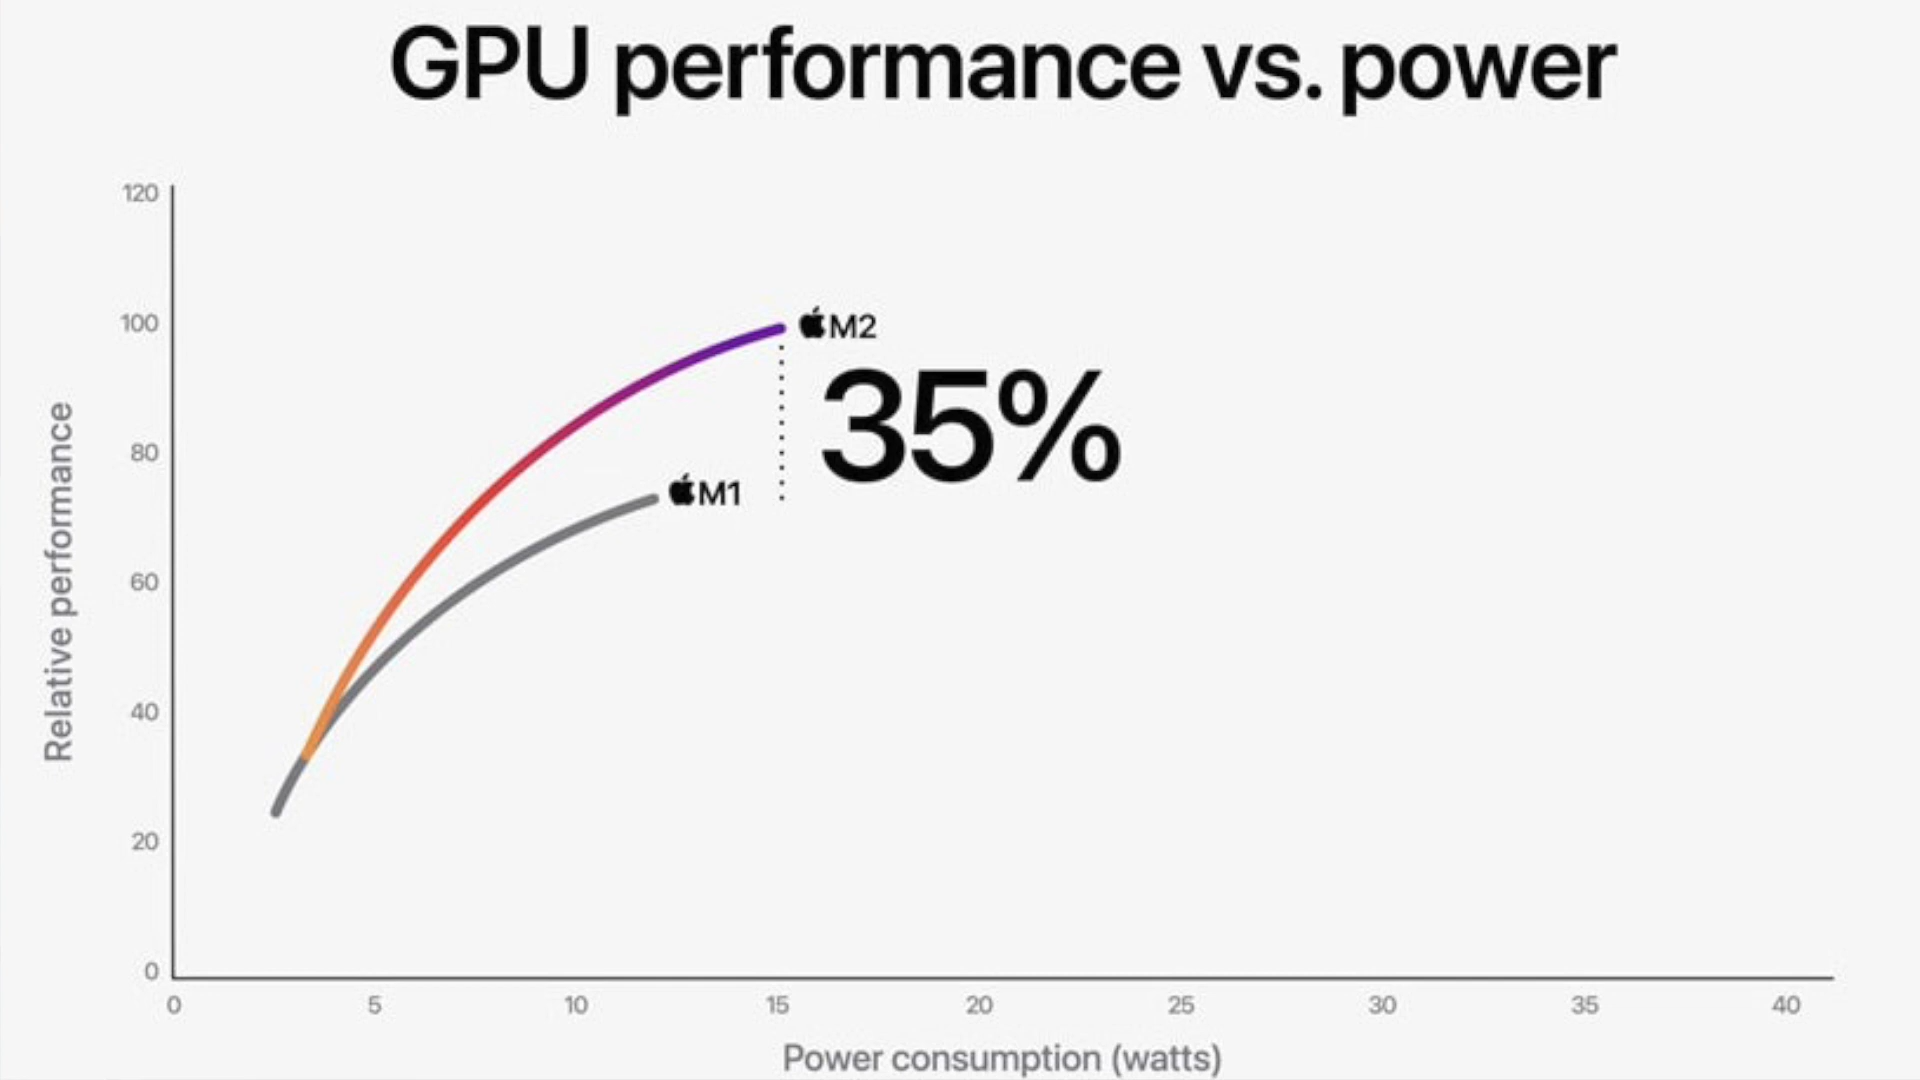 GPU performance vs. power
Relative performance
120
100
80
60
40
20
0
M2
35%
M1
0 5 10 15 20 25 30 35 40
Power consumption (watts)